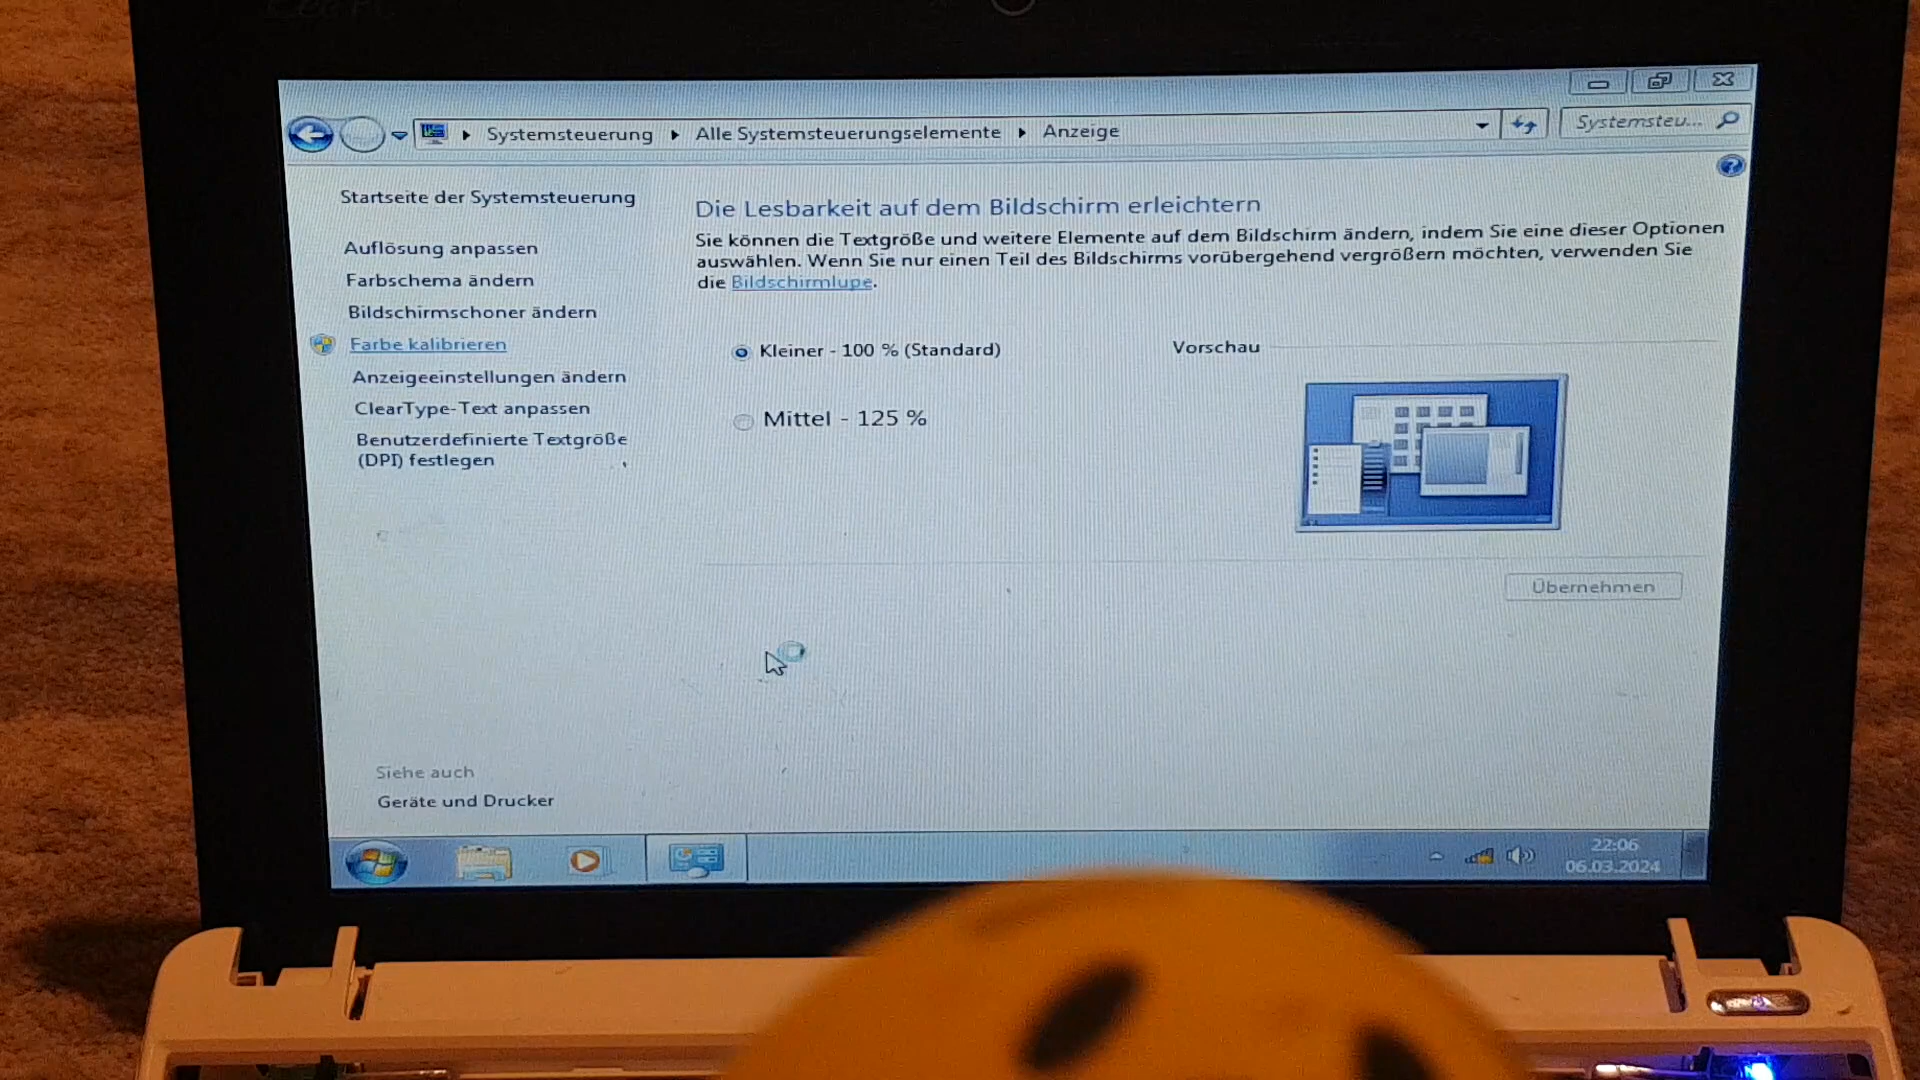 Systemsteuerung ▸ Alle Systemsteuerungselemente ▸ Anzeige
Systemsteu...
Startseite der Systemsteuerung
Auflösung anpassen
Farbschema ändern
Bildschirmschoner ändern
Farbe kalibrieren
Anzeigeeinstellungen ändern
ClearType-Text anpassen
Benutzerdefinierte Textgröße
(DPI) festlegen
Die Lesbarkeit auf dem Bildschirm erleichtern
Sie können die Textgröße und weitere Elemente auf dem Bildschirm ändern, indem Sie eine dieser Optionen
auswählen. Wenn Sie nur einen Teil des Bildschirms vorübergehend vergrößern möchten, verwenden Sie
die Bildschirmlupe.
Kleiner - 100 % (Standard)
Mittel - 125 %
Vorschau
Übernehmen
Siehe auch
Geräte und Drucker
22:06
06.03.2024